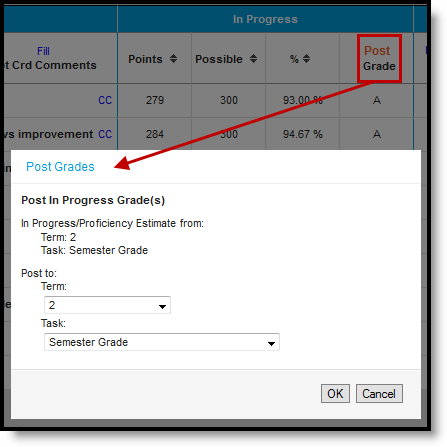 In Progress
Fill
ot Crd Comments
Points
Possible
%
Post
Grade
CC
279
300
93.00 %
A
vs improvement
CC
284
300
94.67 %
A
Post Grades
Post In Progress Grade(s)
In Progress/Proficiency Estimate from:
Term: 2
Task: Semester Grade
Post to:
Term:
2
Task:
Semester Grade
OK
Cancel